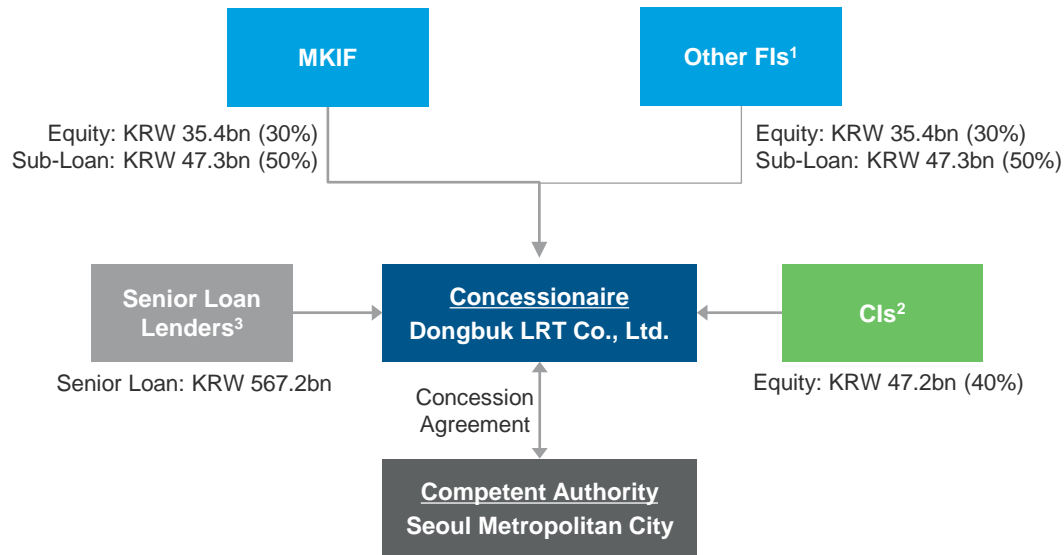 MKIF
Other FIs¹
Equity: KRW 35.4bn (30%)
Sub-Loan: KRW 47.3bn (50%)
Equity: KRW 35.4bn (30%)
Sub-Loan: KRW 47.3bn (50%)
Senior Loan
Lenders³
Senior Loan: KRW 567.2bn
Concessionaire
Dongbuk LRT Co., Ltd.
CIs²
Equity: KRW 47.2bn (40%)
Concession
Agreement
Competent Authority
Seoul Metropolitan City